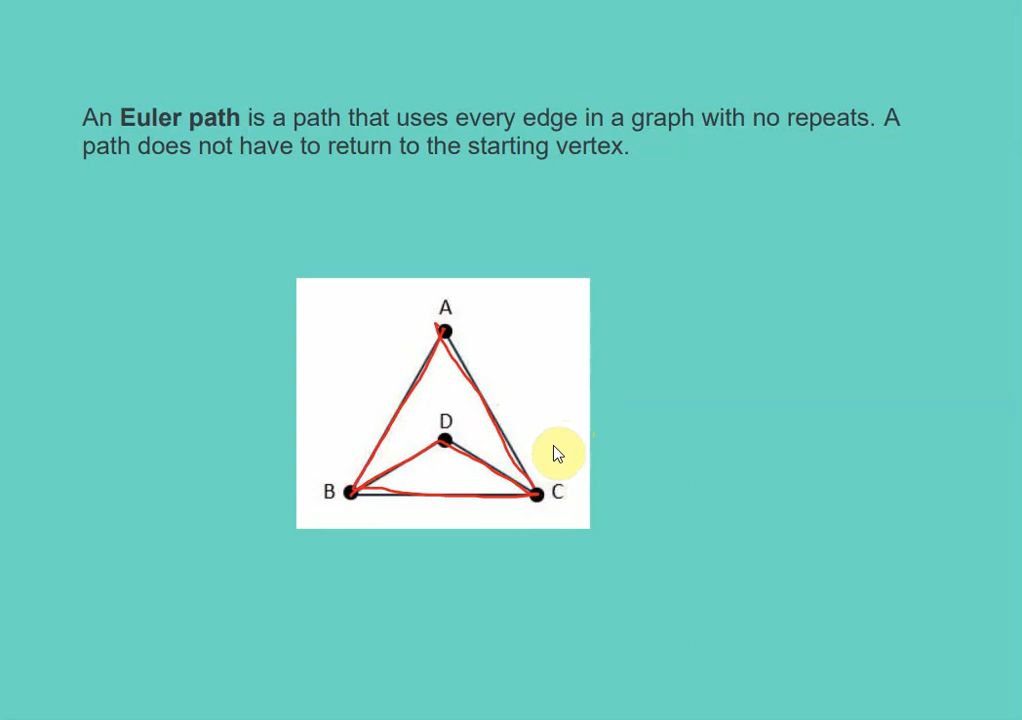 An Euler path is a path that uses every edge in a graph with no repeats. A
path does not have to return to the starting vertex.
A
D
B
C